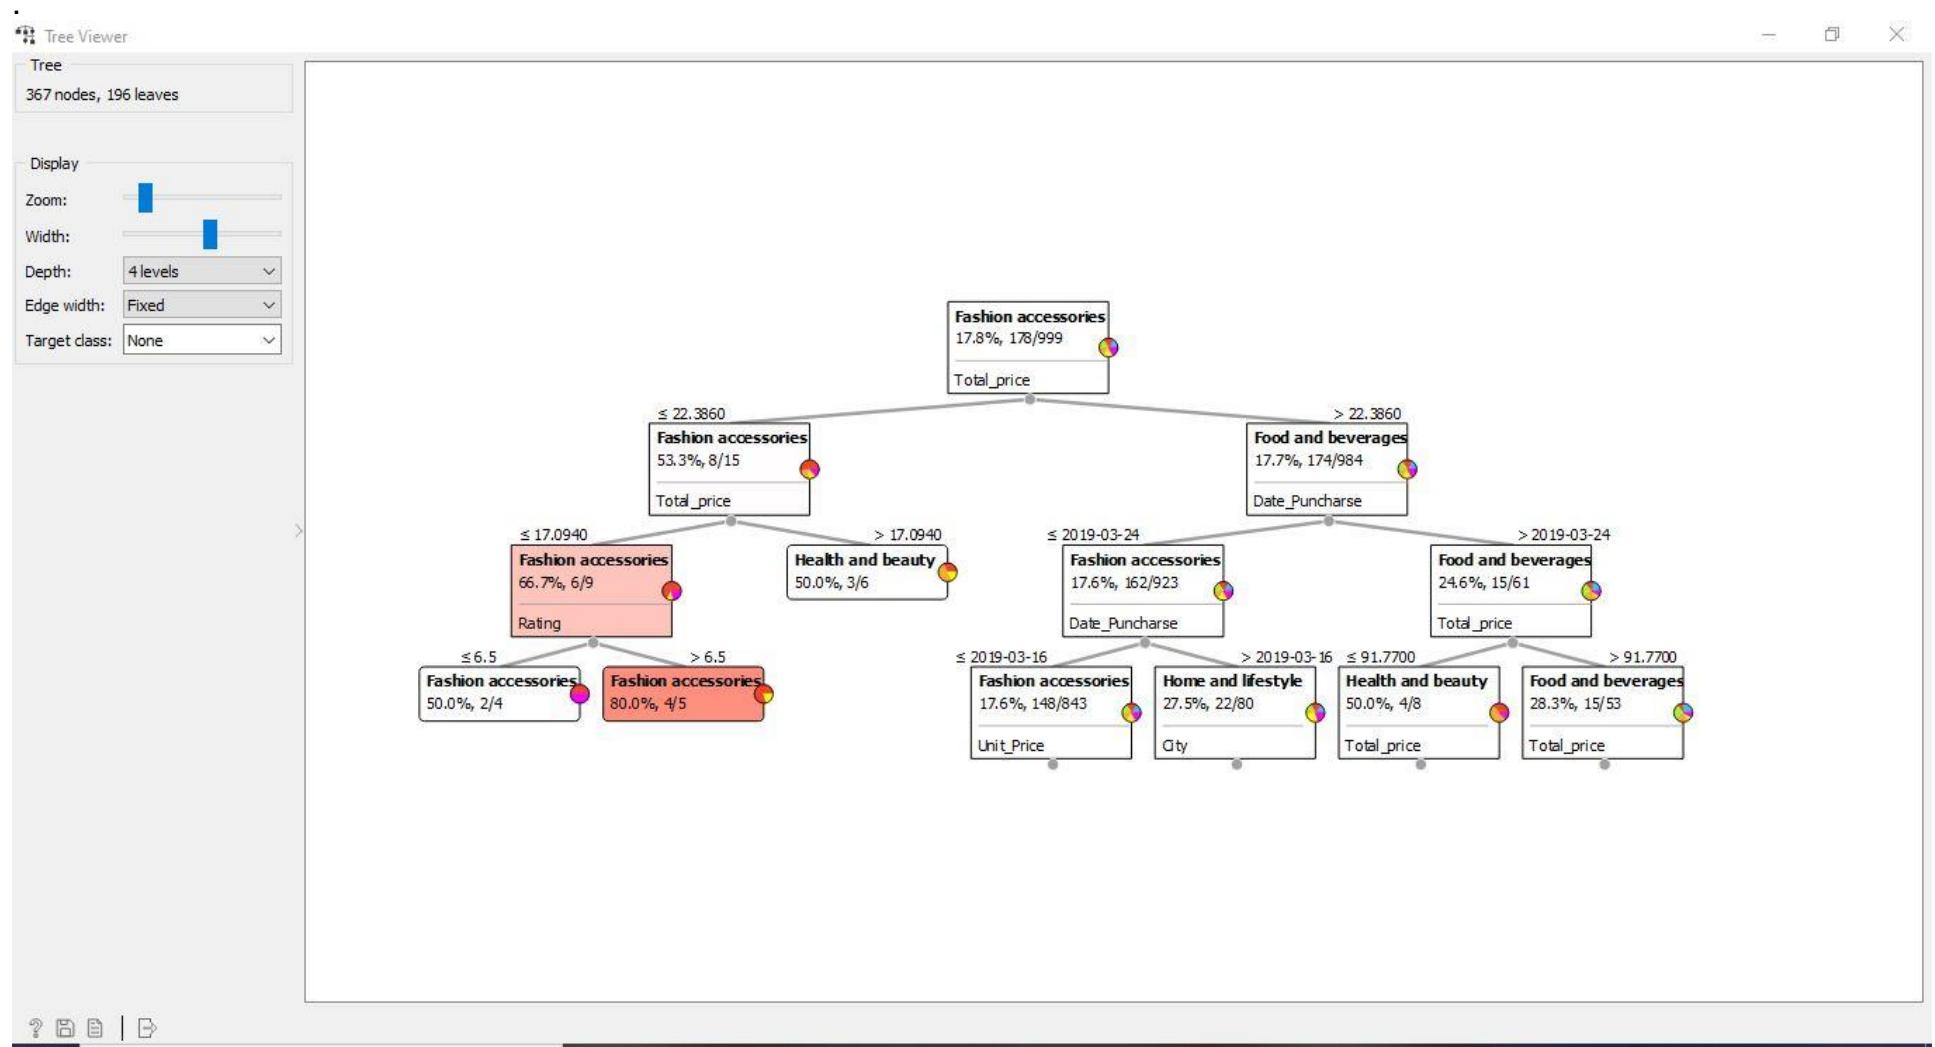 .
Tree Viewer
Tree
367 nodes, 196 leaves
Display
Zoom:
Width:
Depth: 4 levels
Edge width: Fixed
Target class: None
Fashion accessories
17.8%, 178/999
Total_price
≤ 22.3860
> 22.3860
Fashion accessories
53.3%, 8/15
Total_price
Food and beverages
17.7%, 174/984
Date_Puncharse
≤ 17.0940
> 17.0940
≤ 2019-03-24
> 2019-03-24
Fashion accessories
66.7%, 6/9
Rating
Health and beauty
50.0%, 3/6
Fashion accessories
17.6%, 162/923
Date_Puncharse
Food and beverages
24.6%, 15/61
Total_price
≤ 6.5
> 6.5
≤ 2019-03-16
> 2019-03-16
≤ 91.7700
> 91.7700
Fashion accessories
50.0%, 2/4
Fashion accessories
80.0%, 4/5
Fashion accessories
17.6%, 148/843
Unit_Price
Home and lifestyle
27.5%, 22/80
City
Health and beauty
50.0%, 4/8
Total_price
Food and beverages
28.3%, 15/53
Total_price